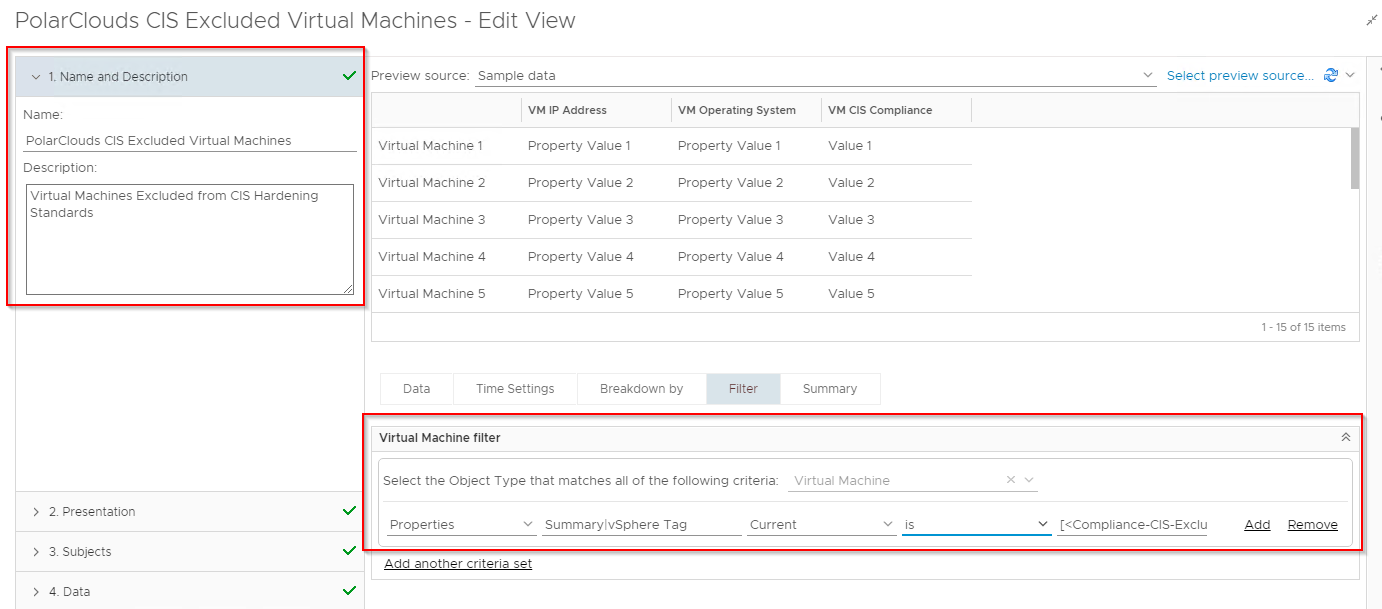 PolarClouds CIS Excluded Virtual Machines - Edit View
1. Name and Description
Name:
PolarClouds CIS Excluded Virtual Machines
Description:
Virtual Machines Excluded from CIS Hardening
Standards
2. Presentation
3. Subjects
4. Data
Preview source: Sample data Select preview source...
VM IP Address VM Operating System VM CIS Compliance
Virtual Machine 1 Property Value 1 Property Value 1 Value 1
Virtual Machine 2 Property Value 2 Property Value 2 Value 2
Virtual Machine 3 Property Value 3 Property Value 3 Value 3
Virtual Machine 4 Property Value 4 Property Value 4 Value 4
Virtual Machine 5 Property Value 5 Property Value 5 Value 5
1 - 15 of 15 items
Data Time Settings Breakdown by Filter Summary
Virtual Machine filter
Select the Object Type that matches all of the following criteria: Virtual Machine
Properties Summary|vSphere Tag Current is [<Compliance-CIS-Exclu Add Remove
Add another criteria set